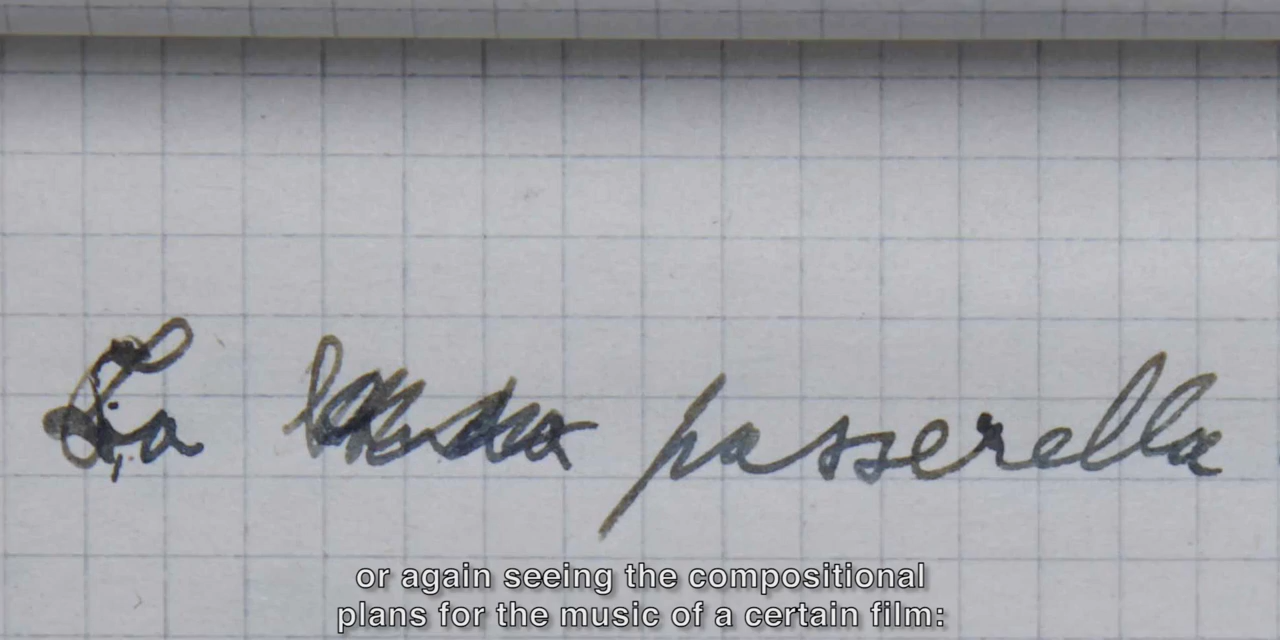 La passerella
or again seeing the compositional
plans for the music of a certain film: